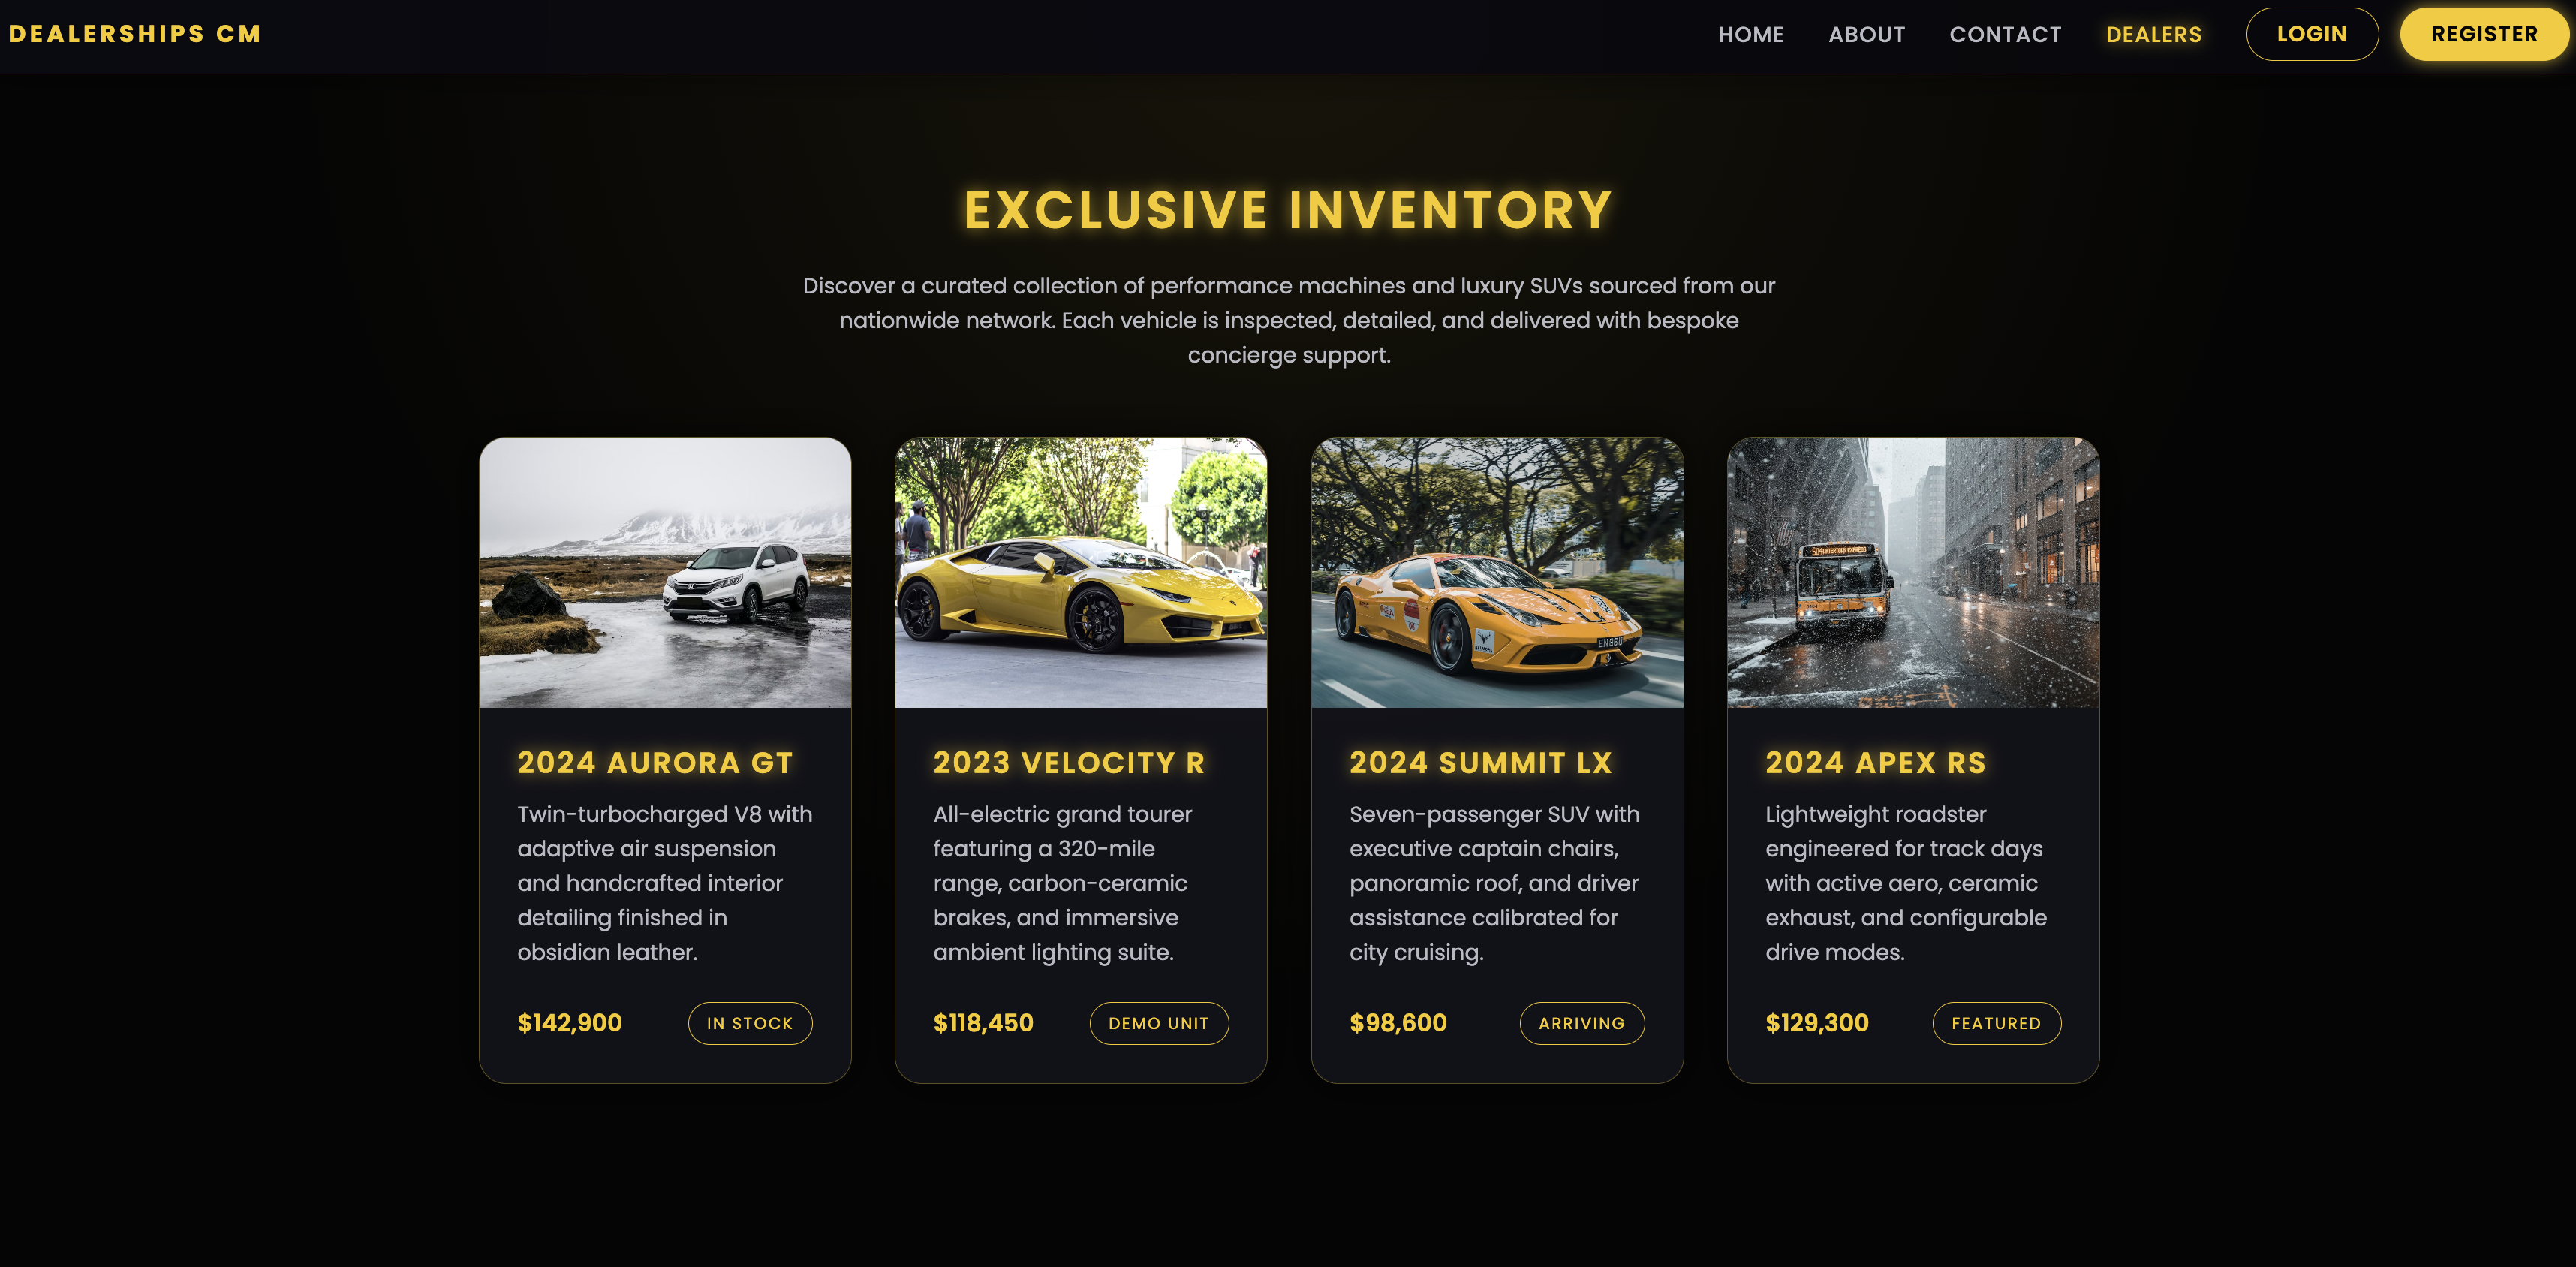 DEALERSHIPS CM
HOME
ABOUT
CONTACT
DEALERS
LOGIN
REGISTER
EXCLUSIVE INVENTORY
Discover a curated collection of performance machines and luxury SUVs sourced from our
nationwide network. Each vehicle is inspected, detailed, and delivered with bespoke
concierge support.
2024 AURORA GT
Twin-turbocharged V8 with
adaptive air suspension
and handcrafted interior
detailing finished in
obsidian leather.
$142,900
IN STOCK
2023 VELOCITY R
All-electric grand tourer
featuring a 320-mile
range, carbon-ceramic
brakes, and immersive
ambient lighting suite.
$118,450
DEMO UNIT
2024 SUMMIT LX
Seven-passenger SUV with
executive captain chairs,
panoramic roof, and driver
assistance calibrated for
city cruising.
$98,600
ARRIVING
2024 APEX RS
Lightweight roadster
engineered for track days
with active aero, ceramic
exhaust, and configurable
drive modes.
$129,300
FEATURED